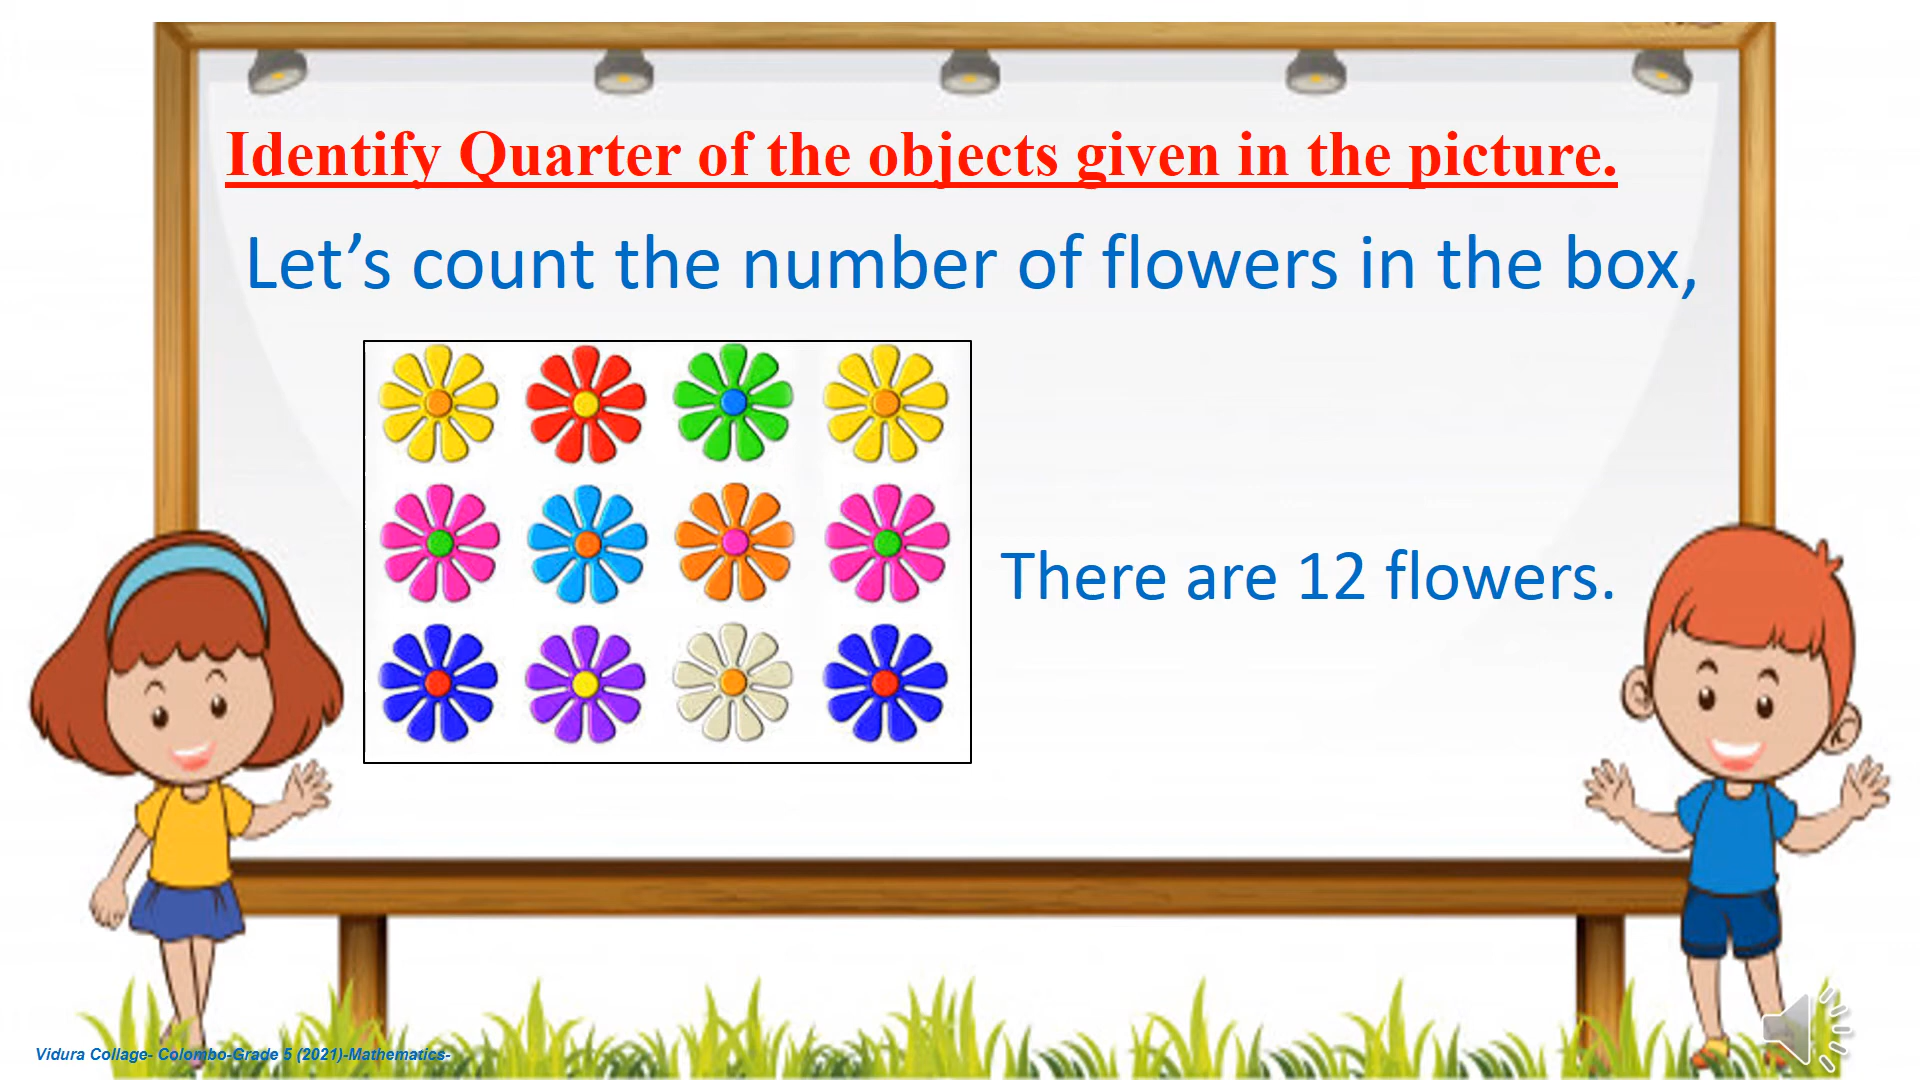 Identify Quarter of the objects given in the picture.
Let’s count the number of flowers in the box,
There are 12 flowers.
Vidura Collage- Colombo-Grade 5 (2021)-Mathematics-